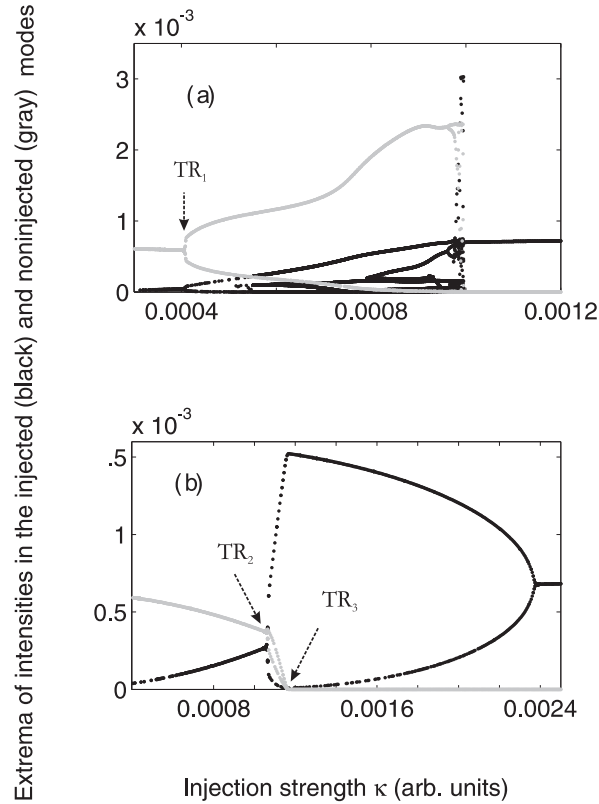 Extrema of intensities in the injected (black) and noninjected (gray) modes
x 10⁻³
(a)
3
2
1
0
TR₁
0.0004
0.0008
0.0012
x 10⁻³
(b)
.5
1
0.5
0
TR₂
TR₃
0.0008
0.0016
0.0024
Injection strength κ (arb. units)